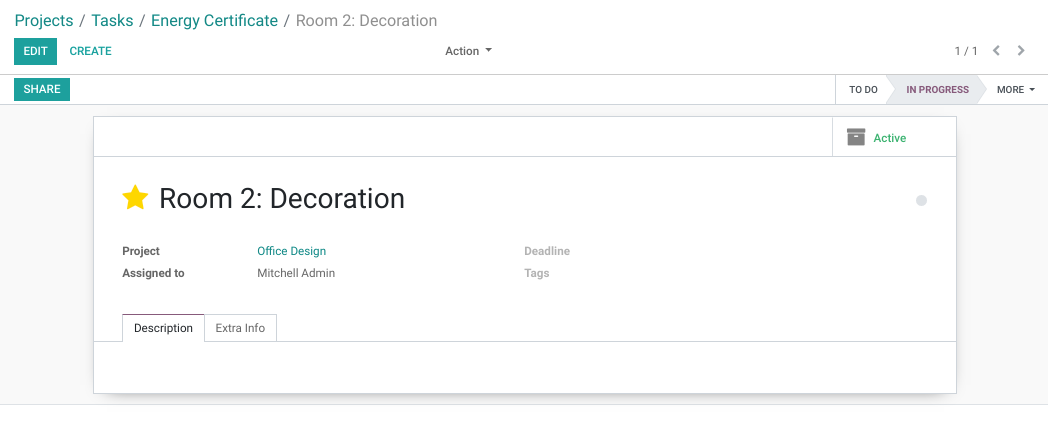 Projects / Tasks / Energy Certificate / Room 2: Decoration
EDIT CREATE Action 1 / 1
SHARE TO DO IN PROGRESS MORE
Active
Room 2: Decoration
Project Office Design Deadline
Assigned to Mitchell Admin Tags
Description Extra Info